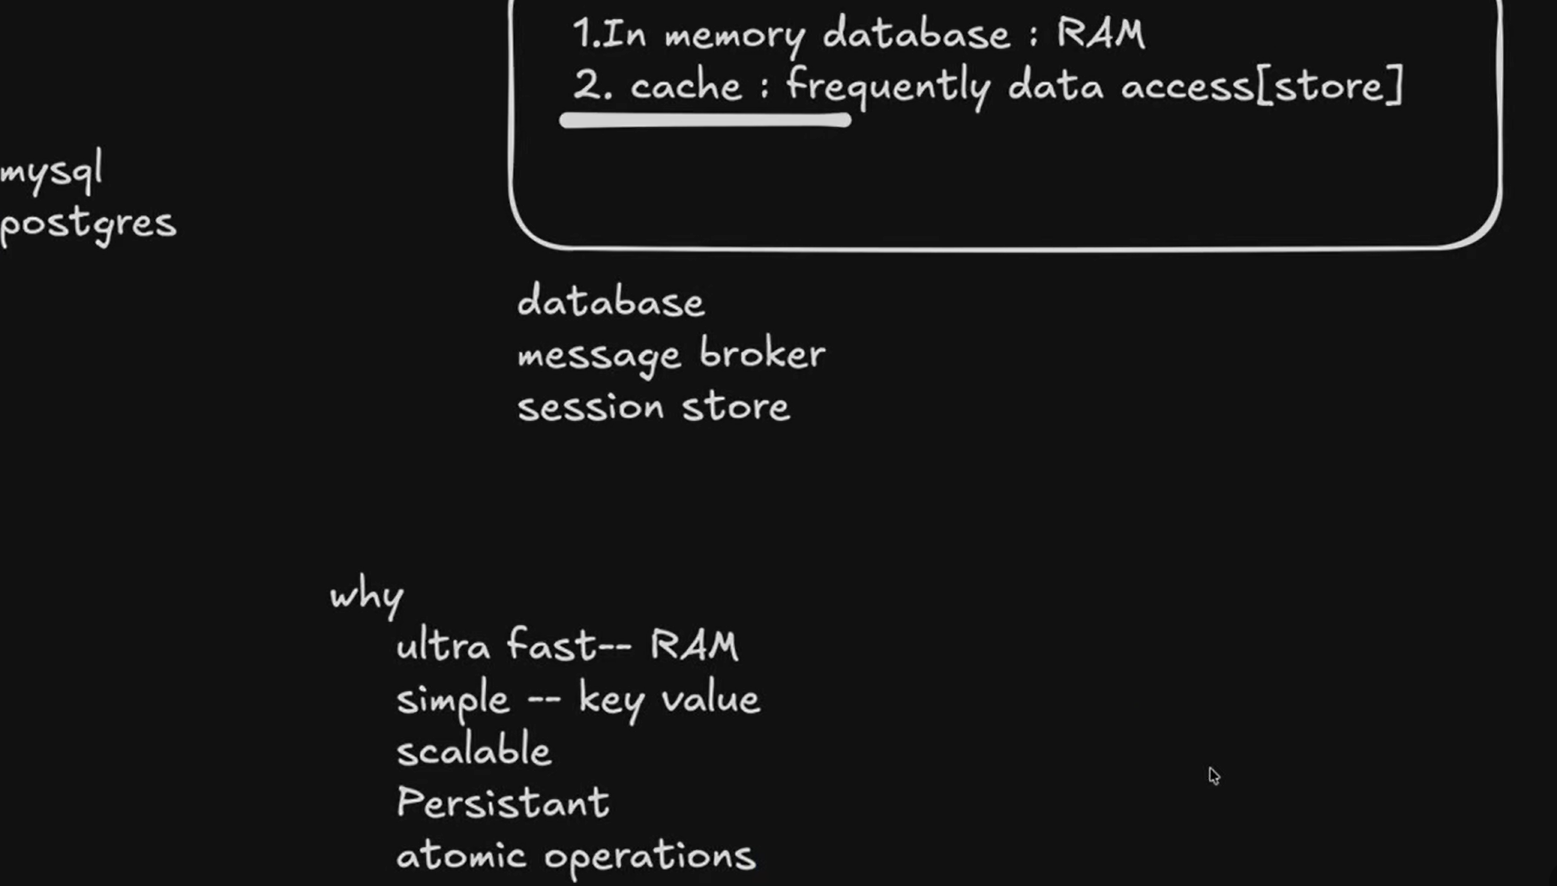 1.In memory database : RAM
2. cache : frequently data access[store]
mysql
postgres
database
message broker
session store
why
ultra fast-- RAM
simple -- key value
scalable
Persistant
atomic operations